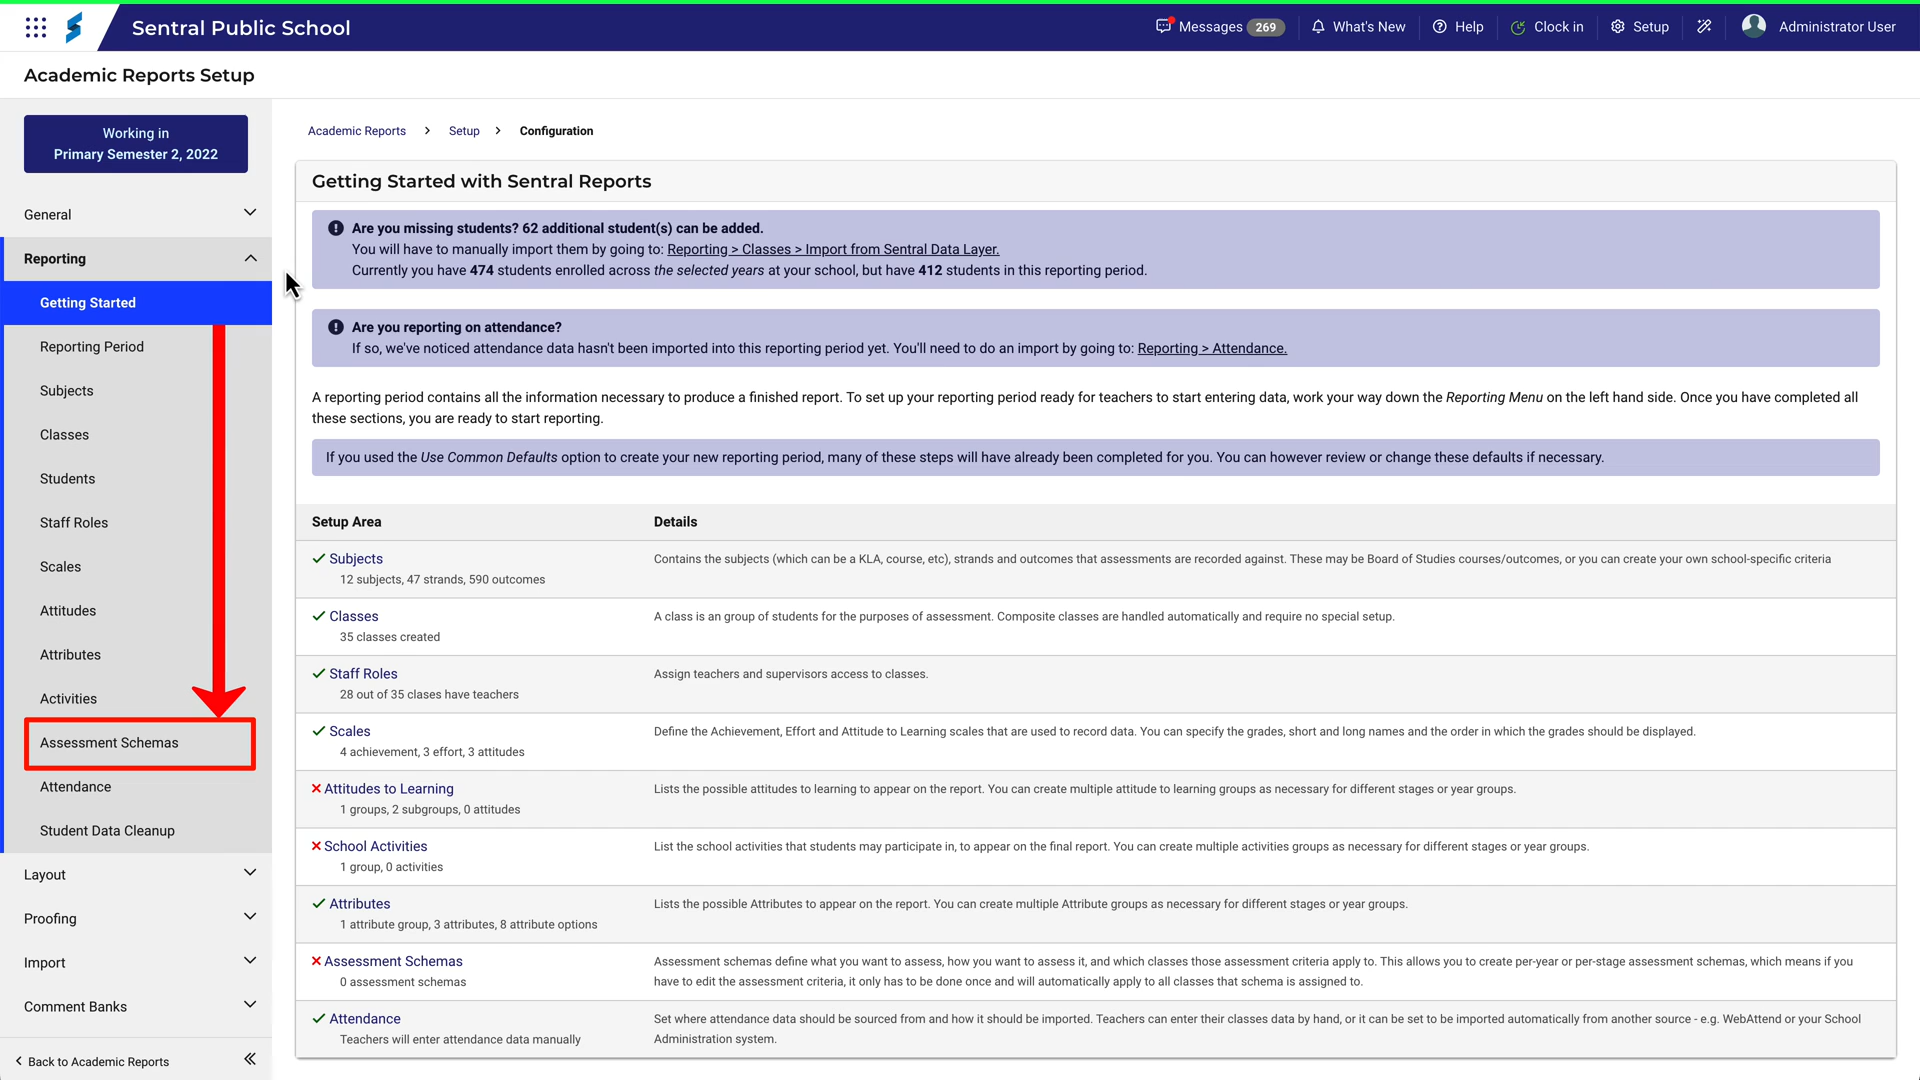 Sentral Public School
Messages 269
What's New
Help
Clock in
Setup
Administrator User
Academic Reports Setup
Working in
Primary Semester 2, 2022
General
Reporting
Getting Started
Reporting Period
Subjects
Classes
Students
Staff Roles
Scales
Attitudes
Attributes
Activities
Assessment Schemas
Attendance
Student Data Cleanup
Layout
Proofing
Import
Comment Banks
Back to Academic Reports
Academic Reports > Setup > Configuration
Getting Started with Sentral Reports
Are you missing students? 62 additional student(s) can be added.
You will have to manually import them by going to: Reporting > Classes > Import from Sentral Data Layer.
Currently you have 474 students enrolled across the selected years at your school, but have 412 students in this reporting period.
Are you reporting on attendance?
If so, we've noticed attendance data hasn't been imported into this reporting period yet. You'll need to do an import by going to: Reporting > Attendance.
A reporting period contains all the information necessary to produce a finished report. To set up your reporting period ready for teachers to start entering data, work your way down the Reporting Menu on the left hand side. Once you have completed all
these sections, you are ready to start reporting.
If you used the Use Common Defaults option to create your new reporting period, many of these steps will have already been completed for you. You can however review or change these defaults if necessary.
Setup Area
Details
Subjects
12 subjects, 47 strands, 590 outcomes
Contains the subjects (which can be a KLA, course, etc), strands and outcomes that assessments are recorded against. These may be Board of Studies courses/outcomes, or you can create your own school-specific criteria
Classes
35 classes created
A class is an group of students for the purposes of assessment. Composite classes are handled automatically and require no special setup.
Staff Roles
28 out of 35 clases have teachers
Assign teachers and supervisors access to classes.
Scales
4 achievement, 3 effort, 3 attitudes
Define the Achievement, Effort and Attitude to Learning scales that are used to record data. You can specify the grades, short and long names and the order in which the grades should be displayed.
Attitudes to Learning
1 groups, 2 subgroups, 0 attitudes
Lists the possible attitudes to learning to appear on the report. You can create multiple attitude to learning groups as necessary for different stages or year groups.
School Activities
1 group, 0 activities
List the school activities that students may participate in, to appear on the final report. You can create multiple activities groups as necessary for different stages or year groups.
Attributes
1 attribute group, 3 attributes, 8 attribute options
Lists the possible Attributes to appear on the report. You can create multiple Attribute groups as necessary for different stages or year groups.
Assessment Schemas
0 assessment schemas
Assessment schemas define what you want to assess, how you want to assess it, and which classes those assessment criteria apply to. This allows you to create per-year or per-stage assessment schemas, which means if you
have to edit the assessment criteria, it only has to be done once and will automatically apply to all classes that schema is assigned to.
Attendance
Teachers will enter attendance data manually
Set where attendance data should be sourced from and how it should be imported. Teachers can enter their classes data by hand, or it can be set to be imported automatically from another source - e.g. WebAttend or your School
Administration system.